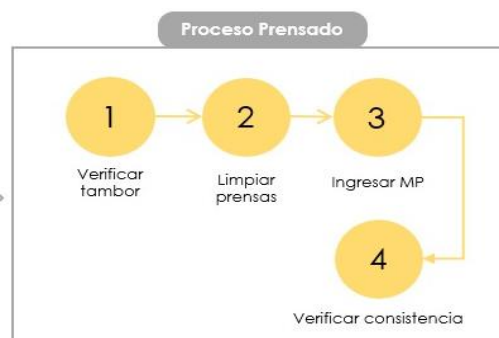 Proceso Prensado
1
Verificar
tambor
2
Limpiar
prensas
3
Ingresar MP
4
Verificar consistencia